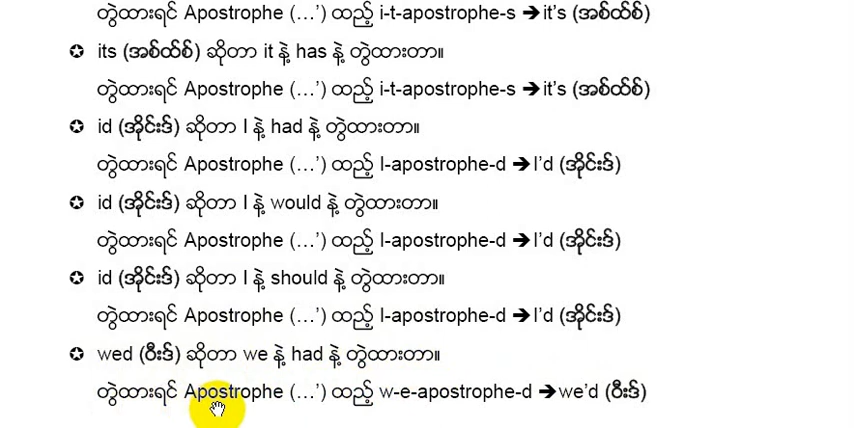 တွဲထားရင် Apostrophe (…’) ထည့် i-t-apostrophe-s ➔it’s (အစ်ထ်စ်)
✪ its (အစ်ထ်စ်) ဆိုတာ it နဲ့ has နဲ့ တွဲထားတာ။
တွဲထားရင် Apostrophe (…’) ထည့် i-t-apostrophe-s ➔it’s (အစ်ထ်စ်)
✪ id (အိုင်းဒ်) ဆိုတာ I နဲ့ had နဲ့ တွဲထားတာ။
တွဲထားရင် Apostrophe (…’) ထည့် I-apostrophe-d ➔I’d (အိုင်းဒ်)
✪ id (အိုင်းဒ်) ဆိုတာ I နဲ့ would နဲ့ တွဲထားတာ။
တွဲထားရင် Apostrophe (…’) ထည့် I-apostrophe-d ➔I’d (အိုင်းဒ်)
✪ id (အိုင်းဒ်) ဆိုတာ I နဲ့ should နဲ့ တွဲထားတာ။
တွဲထားရင် Apostrophe (…’) ထည့် I-apostrophe-d ➔I’d (အိုင်းဒ်)
✪ wed (ဝီးဒ်) ဆိုတာ we နဲ့ had နဲ့ တွဲထားတာ။
တွဲထားရင် Apostrophe (…’) ထည့် w-e-apostrophe-d ➔we’d (ဝီးဒ်)